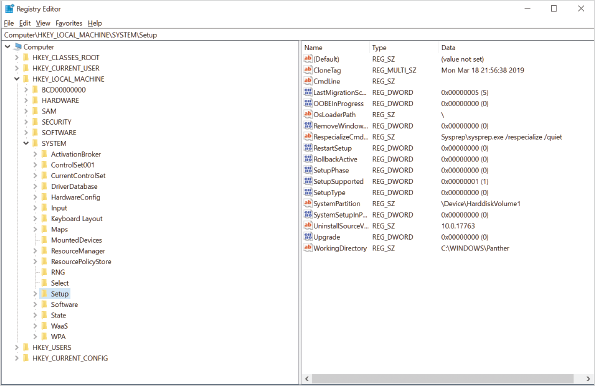 Registry Editor
File Edit View Favorites Help
Computer\HKEY_LOCAL_MACHINE\SYSTEM\Setup
Computer
HKEY_CLASSES_ROOT
HKEY_CURRENT_USER
HKEY_LOCAL_MACHINE
BCD00000000
HARDWARE
SAM
SECURITY
SOFTWARE
SYSTEM
ActivationBroker
ControlSet001
CurrentControlSet
DriverDatabase
HardwareConfig
Input
Keyboard Layout
Maps
MountedDevices
ResourceManager
ResourcePolicyStore
RNG
Select
Setup
Software
State
WaaS
WPA
HKEY_USERS
HKEY_CURRENT_CONFIG
Name Type Data
(Default) REG_SZ (value not set)
CloneTag REG_MULTI_SZ Mon Mar 18 21:56:38 2019
CmdLine REG_SZ
LastMigrationSc... REG_DWORD 0x00000005 (5)
OOBEInProgress REG_DWORD 0x00000000 (0)
OsLoaderPath REG_SZ \
RemoveWindow... REG_DWORD 0x00000000 (0)
RespecializeCmd... REG_SZ Sysprep\sysprep.exe /respecialize /quiet
RestartSetup REG_DWORD 0x00000000 (0)
RollbackActive REG_DWORD 0x00000000 (0)
SetupPhase REG_DWORD 0x00000000 (0)
SetupSupported REG_DWORD 0x00000001 (1)
SetupType REG_DWORD 0x00000000 (0)
SystemPartition REG_SZ \Device\HarddiskVolume1
SystemSetupInP... REG_DWORD 0x00000000 (0)
UninstallSourceV... REG_SZ 10.0.17763
Upgrade REG_DWORD 0x00000000 (0)
WorkingDirectory REG_SZ C:\WINDOWS\Panther